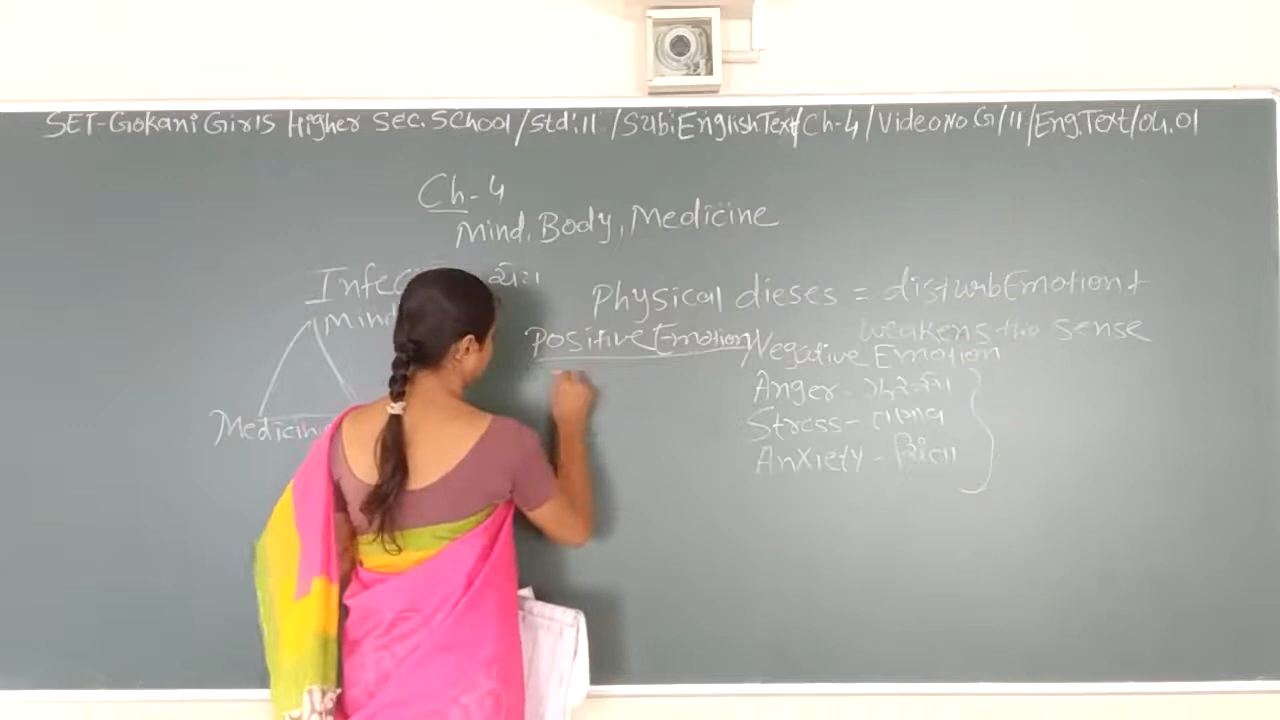 SET-Gokani Girls Higher Sec. School/Std:11/Sub:English Text/Ch-4/Video No.G/11/Eng.Text/04.01
Ch-4
Mind, Body, Medicine
Physical dieses = disturb Emotion +
weakens the sense
Mind
Medicin
Positive Emotion
Negative Emotion
Anger -
Stress - તણાવ
Anxiety - ચિંતા